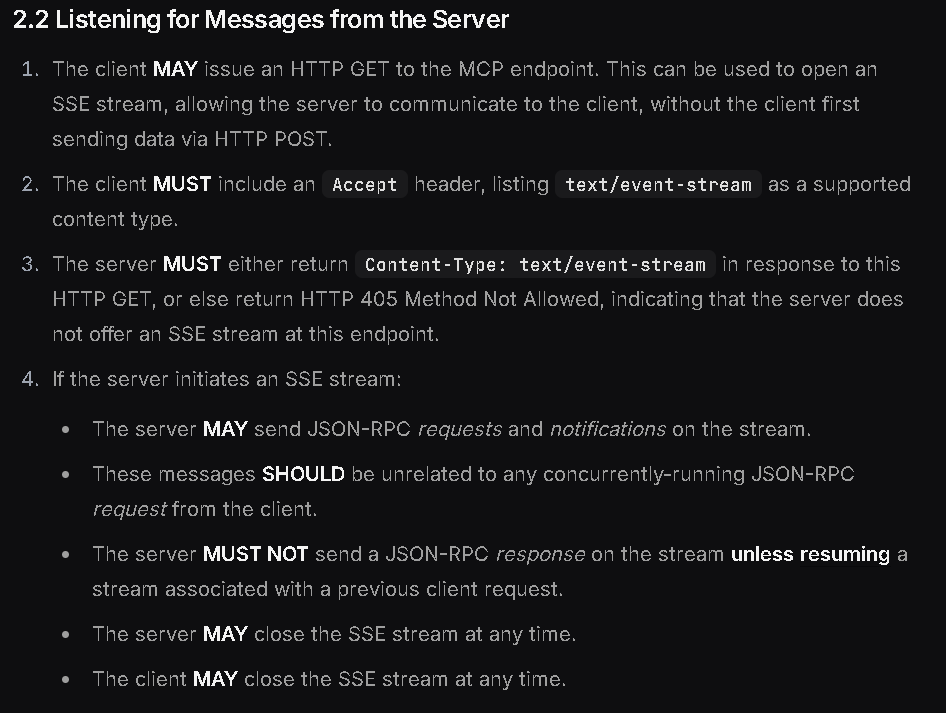 2.2 Listening for Messages from the Server
1. The client MAY issue an HTTP GET to the MCP endpoint. This can be used to open an
SSE stream, allowing the server to communicate to the client, without the client first
sending data via HTTP POST.
2. The client MUST include an Accept header, listing text/event-stream as a supported
content type.
3. The server MUST either return Content-Type: text/event-stream in response to this
HTTP GET, or else return HTTP 405 Method Not Allowed, indicating that the server does
not offer an SSE stream at this endpoint.
4. If the server initiates an SSE stream:
• The server MAY send JSON-RPC requests and notifications on the stream.
• These messages SHOULD be unrelated to any concurrently-running JSON-RPC
request from the client.
• The server MUST NOT send a JSON-RPC response on the stream unless resuming a
stream associated with a previous client request.
• The server MAY close the SSE stream at any time.
• The client MAY close the SSE stream at any time.